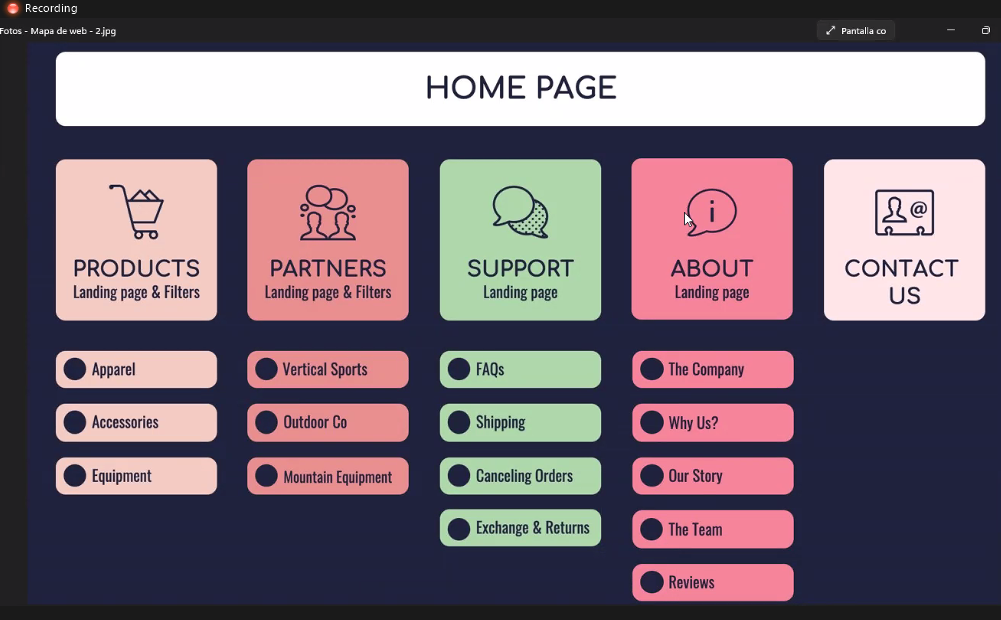 Recording
Fotos - Mapa de web - 2.jpg
Pantalla co
HOME PAGE
PRODUCTS
Landing page & Filters
Apparel
Accessories
Equipment
PARTNERS
Landing page & Filters
Vertical Sports
Outdoor Co
Mountain Equipment
SUPPORT
Landing page
FAQs
Shipping
Canceling Orders
Exchange & Returns
i
ABOUT
Landing page
The Company
Why Us?
Our Story
The Team
Reviews
@
CONTACT
US